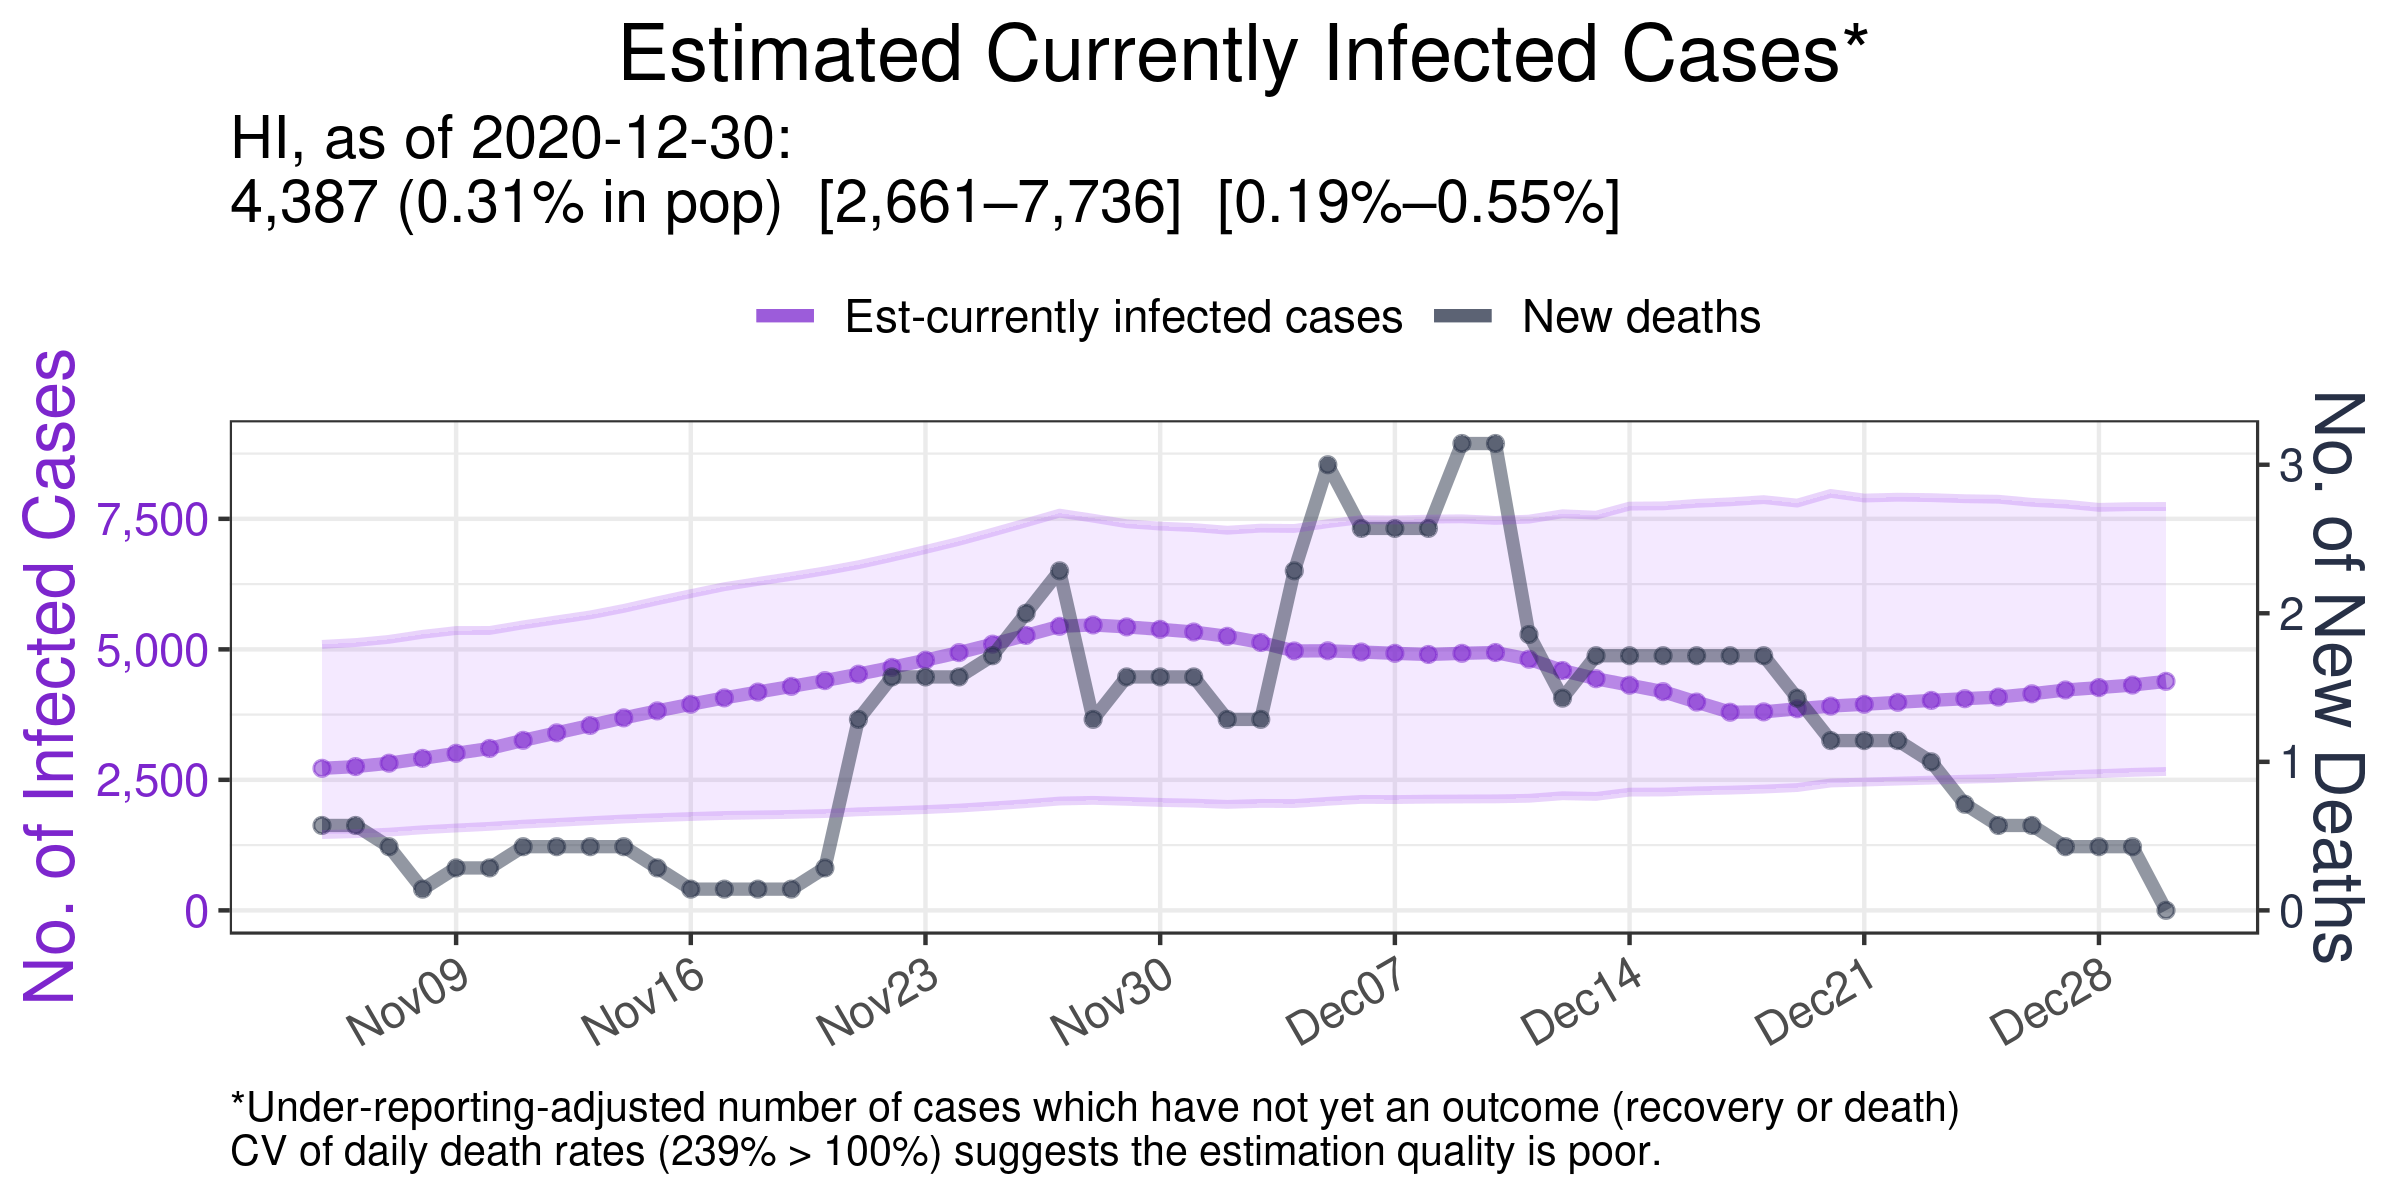 Estimated Currently Infected Cases*
HI, as of 2020-12-30:
4,387 (0.31% in pop)  [2,661–7,736]  [0.19%–0.55%]
Est-currently infected cases
New deaths
No. of Infected Cases
7,500
5,000
2,500
0
3
2
1
0
No. of New Deaths
Nov09
Nov16
Nov23
Nov30
Dec07
Dec14
Dec21
Dec28
*Under-reporting-adjusted number of cases which have not yet an outcome (recovery or death)
CV of daily death rates (239% > 100%) suggests the estimation quality is poor.